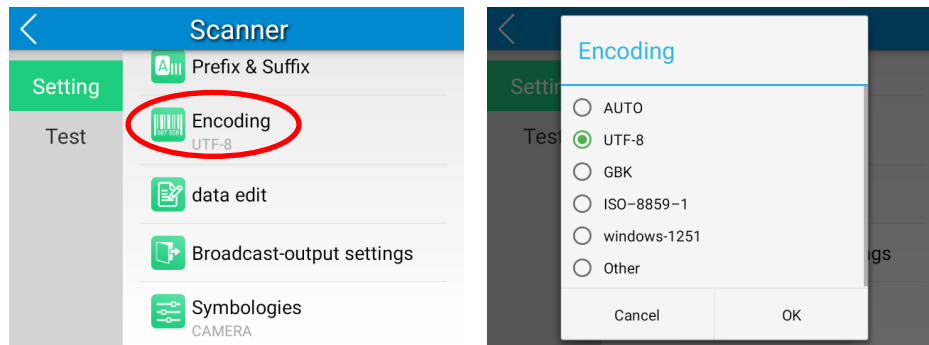 Scanner
Setting
Test
Prefix & Suffix
Encoding
UTF-8
data edit
Broadcast-output settings
Symbologies
CAMERA
Settin
Test
gs
Encoding
AUTO
UTF-8
GBK
ISO-8859-1
windows-1251
Other
Cancel
OK